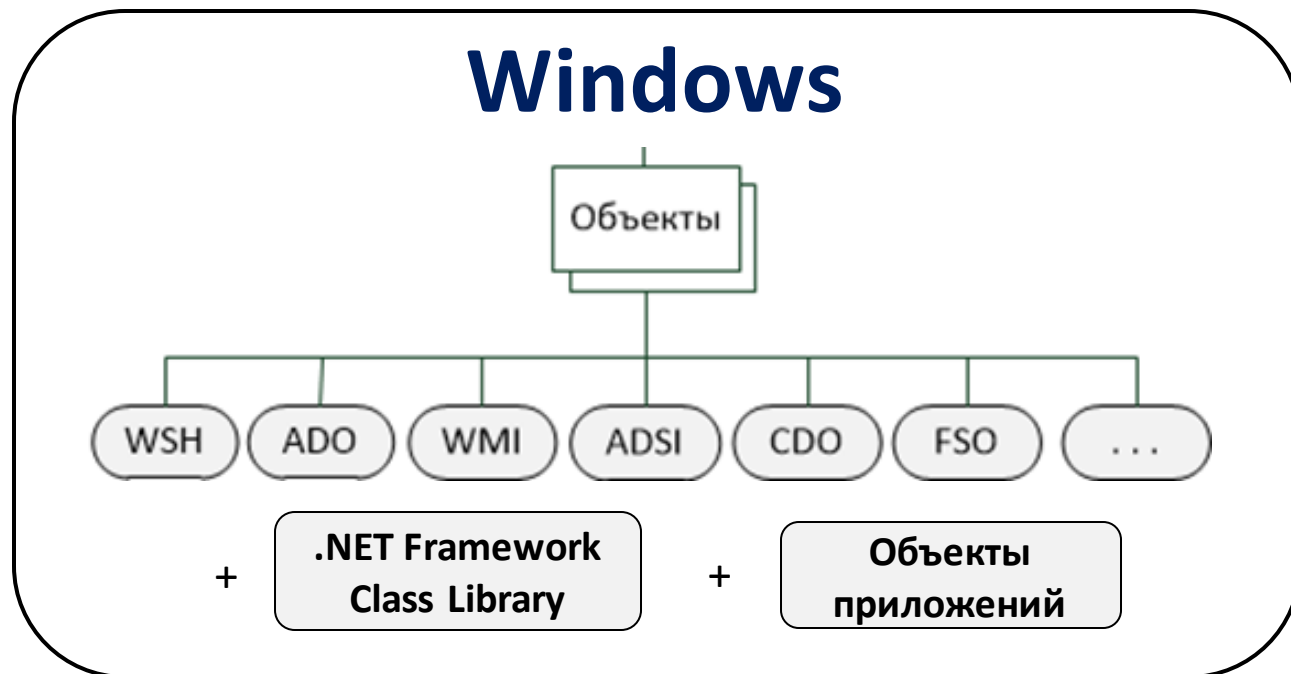 Windows
Объекты
WSH ADO WMI ADSI CDO FSO . . .
+ .NET Framework + Объекты
Class Library приложений